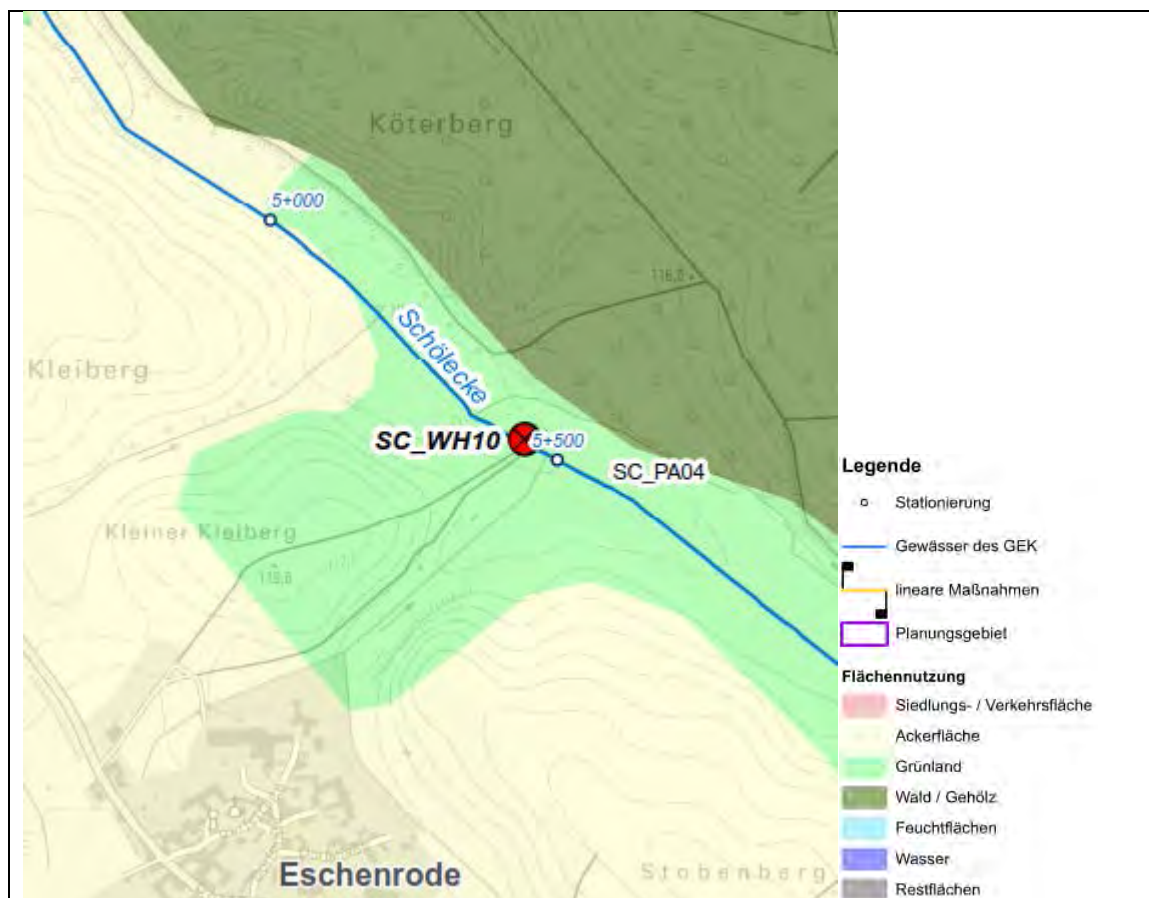 Köterberg
5+000
118,8
Schölecke
Kleiberg
SC_WH10
5+500
SC_PA04
Kleiner Kleiberg
Eschenrode
Stobenberg
Legende
Stationierung
Gewässer des GEK
lineare Maßnahmen
Planungsgebiet
Flächennutzung
Siedlungs- / Verkehrsfläche
Ackerfläche
Grünland
Wald / Gehölz
Feuchtflächen
Wasser
Restflächen